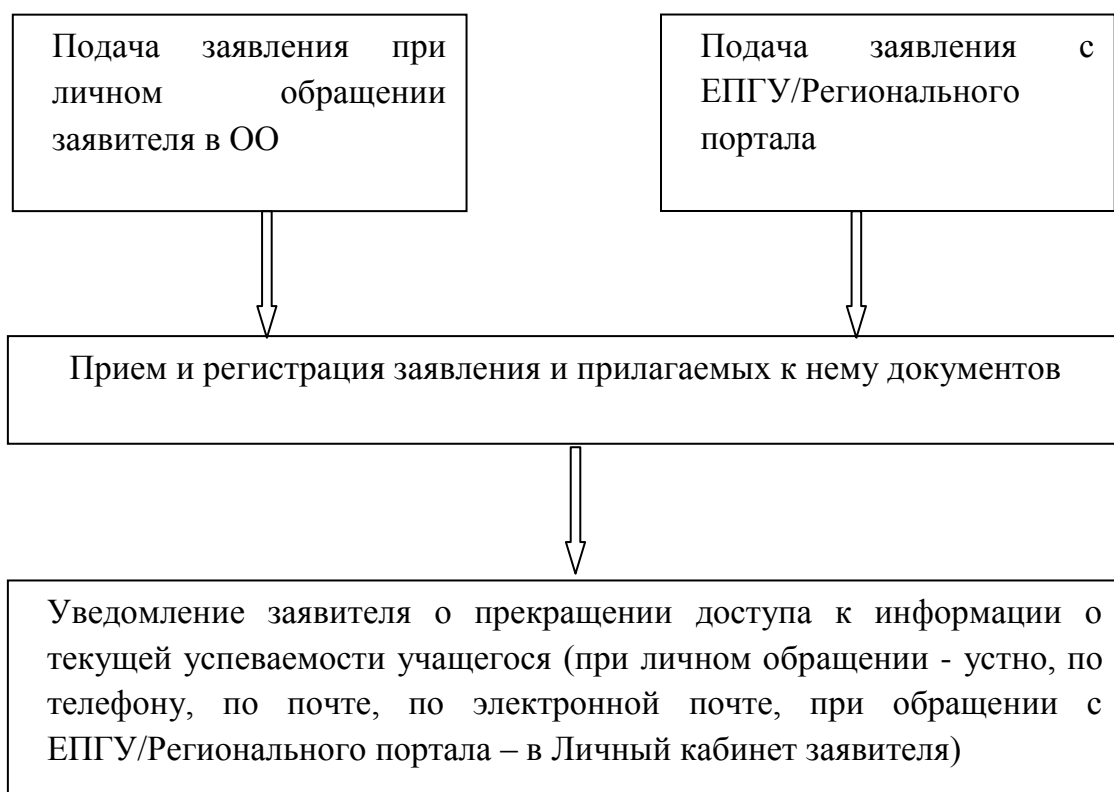 Подача заявления при
личном обращении
заявителя в ОО
Подача заявления с
ЕПГУ/Регионального
портала
Прием и регистрация заявления и прилагаемых к нему документов
Уведомление заявителя о прекращении доступа к информации о
текущей успеваемости учащегося (при личном обращении - устно, по
телефону, по почте, по электронной почте, при обращении с
ЕПГУ/Регионального портала – в Личный кабинет заявителя)